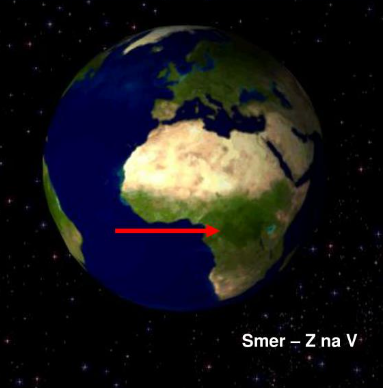 Smer – Z na V